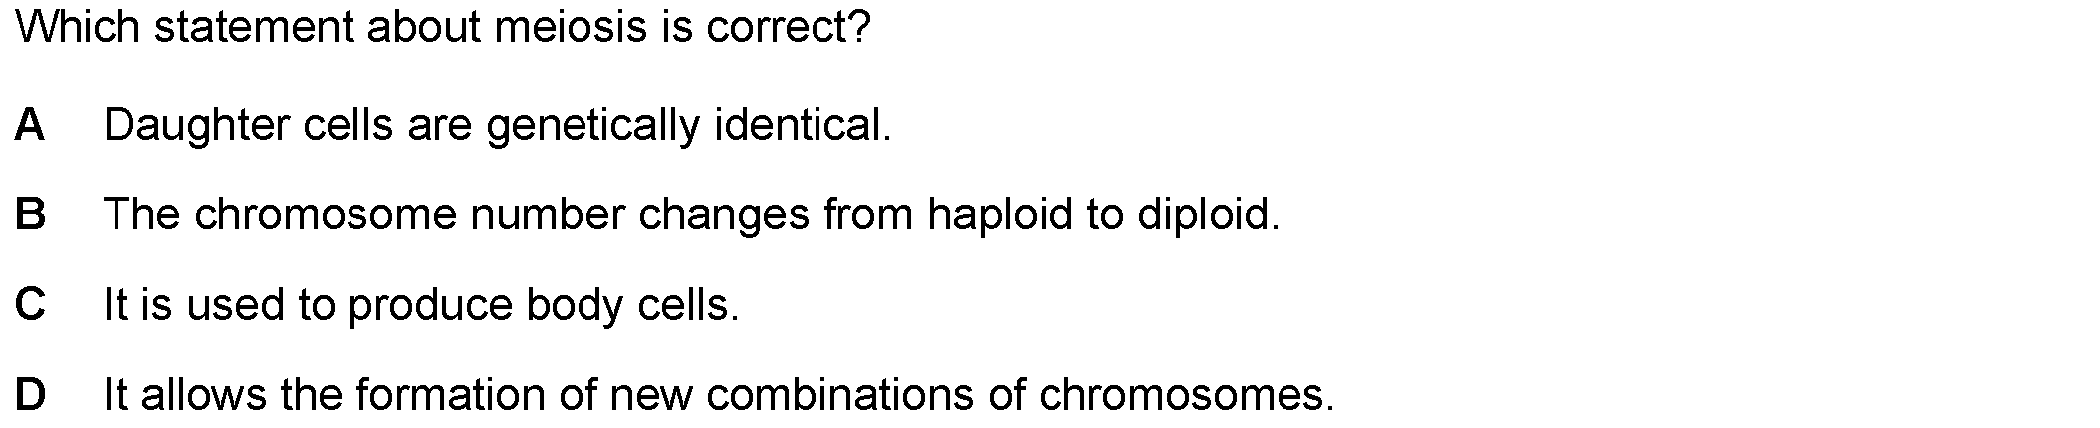 Which statement about meiosis is correct?
A Daughter cells are genetically identical.
B The chromosome number changes from haploid to diploid.
C It is used to produce body cells.
D It allows the formation of new combinations of chromosomes.